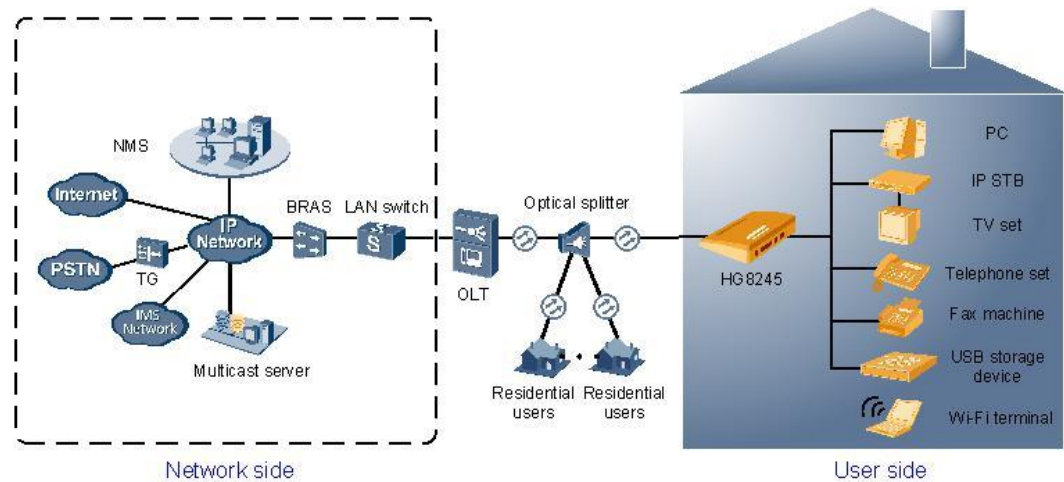 NMS
Internet
IP
Network
BRAS
LAN switch
PSTN
TG
IMS
Network
Multicast server
OLT
Optical splitter
Residential
users
Residential
users
HG8245
PC
IP STB
TV set
Telephone set
Fax machine
USB storage
device
Wi-Fi terminal
Network side
User side